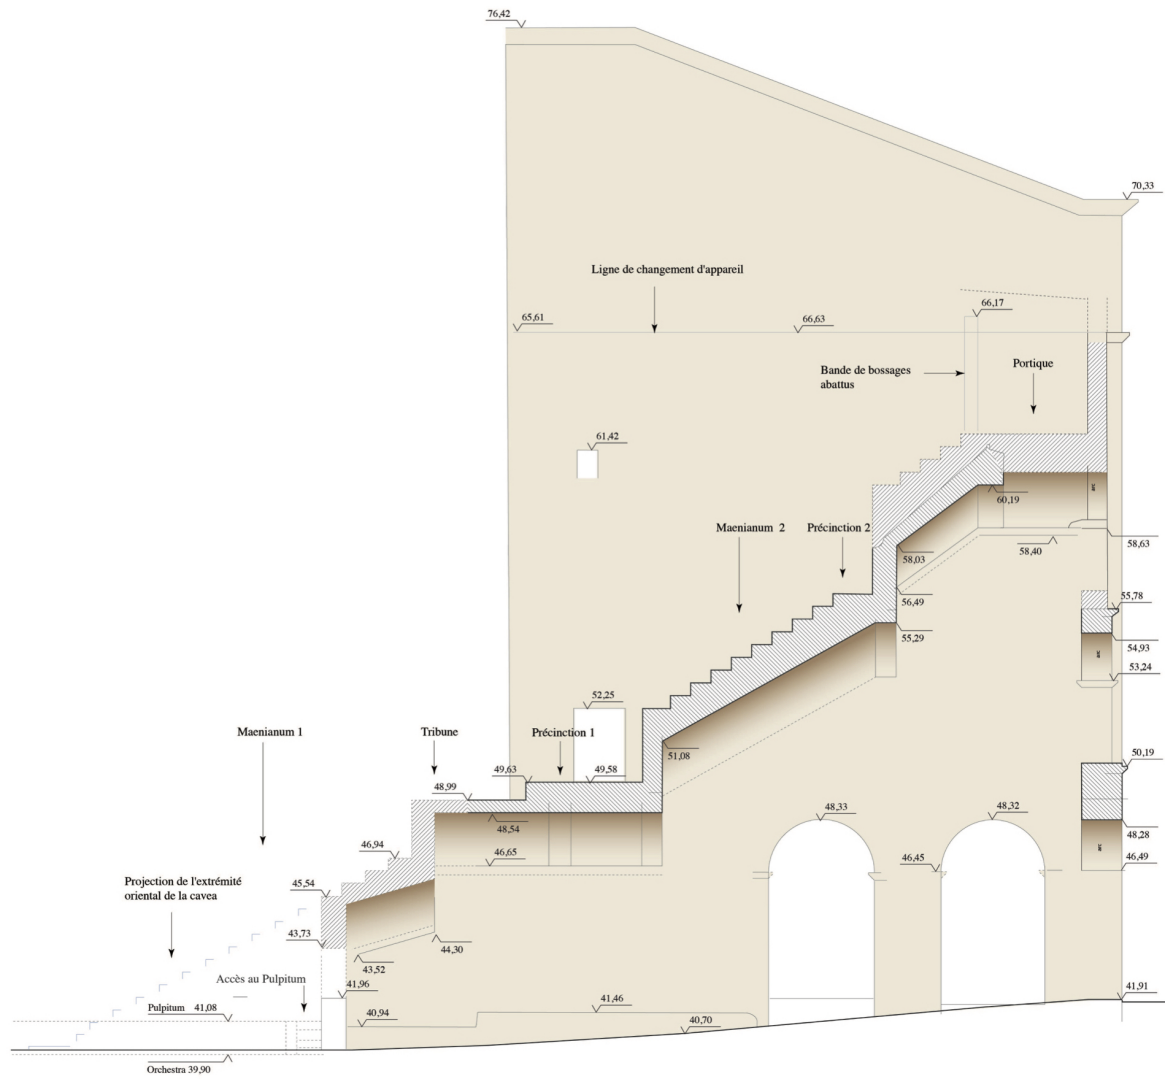 76,42
70,33
Ligne de changement d'appareil
66,17
65,61
66,63
Bande de bossages
abattus
Portique
61,42
arc
60,19
Maenianum 2
Précinction 2
58,03
58,40
58,63
56,49
55,78
55,29
54,93
arc
53,24
52,25
Maenianum 1
Tribune
Précinction 1
51,08
50,19
49,63
49,58
48,99
48,54
48,33
48,32
48,28
arc
46,94
46,65
46,45
46,49
Projection de l'extrémité
oriental de la cavea
45,54
43,73
44,30
43,52
Accès au Pulpitum
41,96
41,91
Pulpitum 41,08
40,94
41,46
40,70
Orchestra 39,90